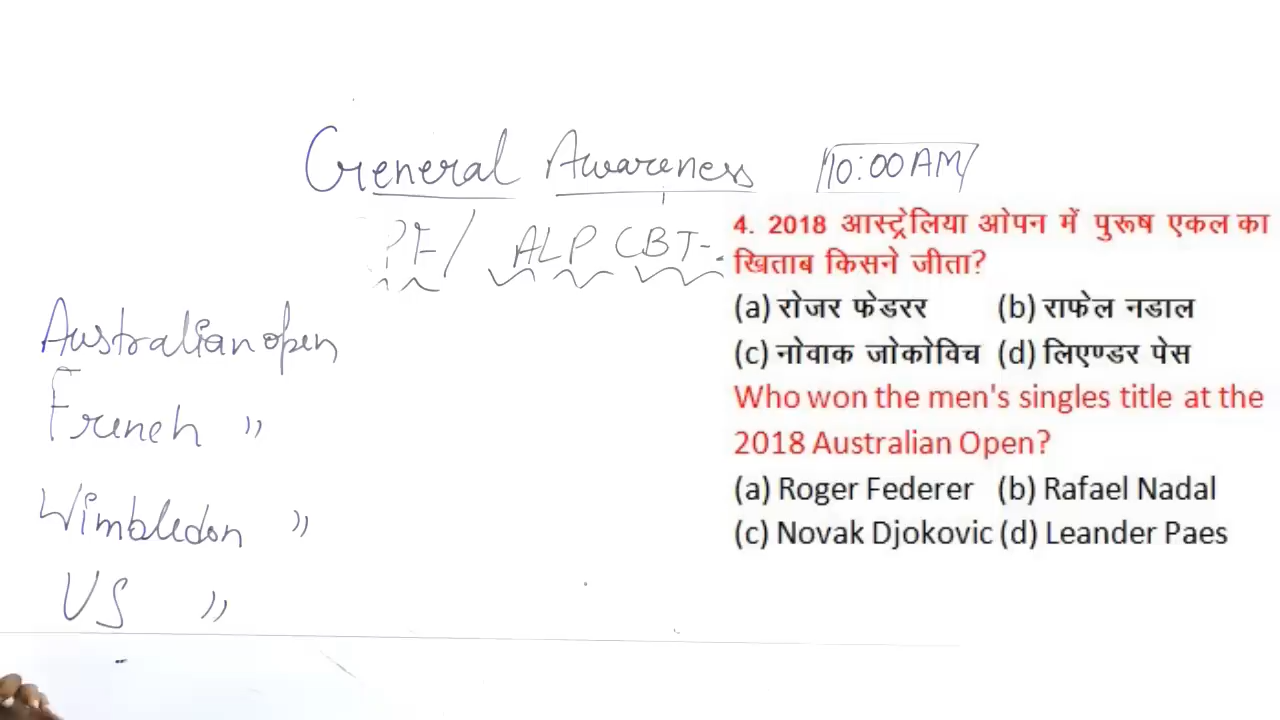 General Awareness 10:00AM
PF/ ALP CBT-
4. 2018 आस्ट्रेलिया ओपन में पुरूष एकल का
खिताब किसने जीता?
(a) रोजर फेडरर (b) राफेल नडाल
(c) नोवाक जोकोविच (d) लिएण्डर पेस
Who won the men's singles title at the
2018 Australian Open?
(a) Roger Federer (b) Rafael Nadal
(c) Novak Djokovic (d) Leander Paes
Australian open
French "
Wimbledon "
US "